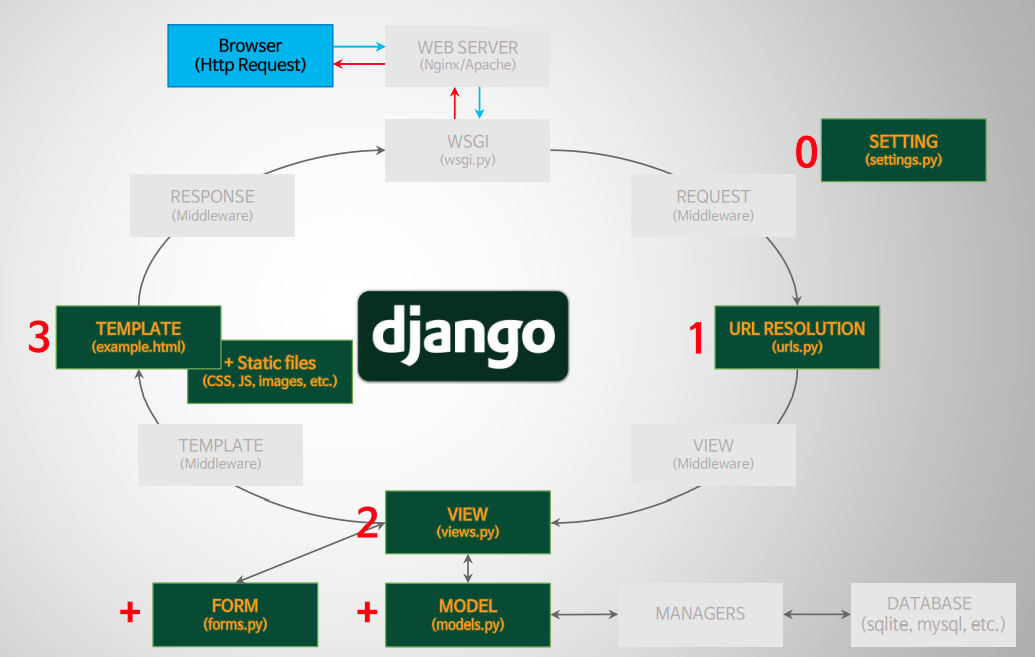 Browser
(Http Request)
WEB SERVER
(Nginx/Apache)
WSGI
(wsgi.py)
0
SETTING
(settings.py)
RESPONSE
(Middleware)
REQUEST
(Middleware)
3
TEMPLATE
(example.html)
+ Static files
(CSS, JS, images, etc.)
django
1
URL RESOLUTION
(urls.py)
TEMPLATE
(Middleware)
VIEW
(Middleware)
2
VIEW
(views.py)
+
FORM
(forms.py)
+
MODEL
(models.py)
MANAGERS
DATABASE
(sqlite, mysql, etc.)